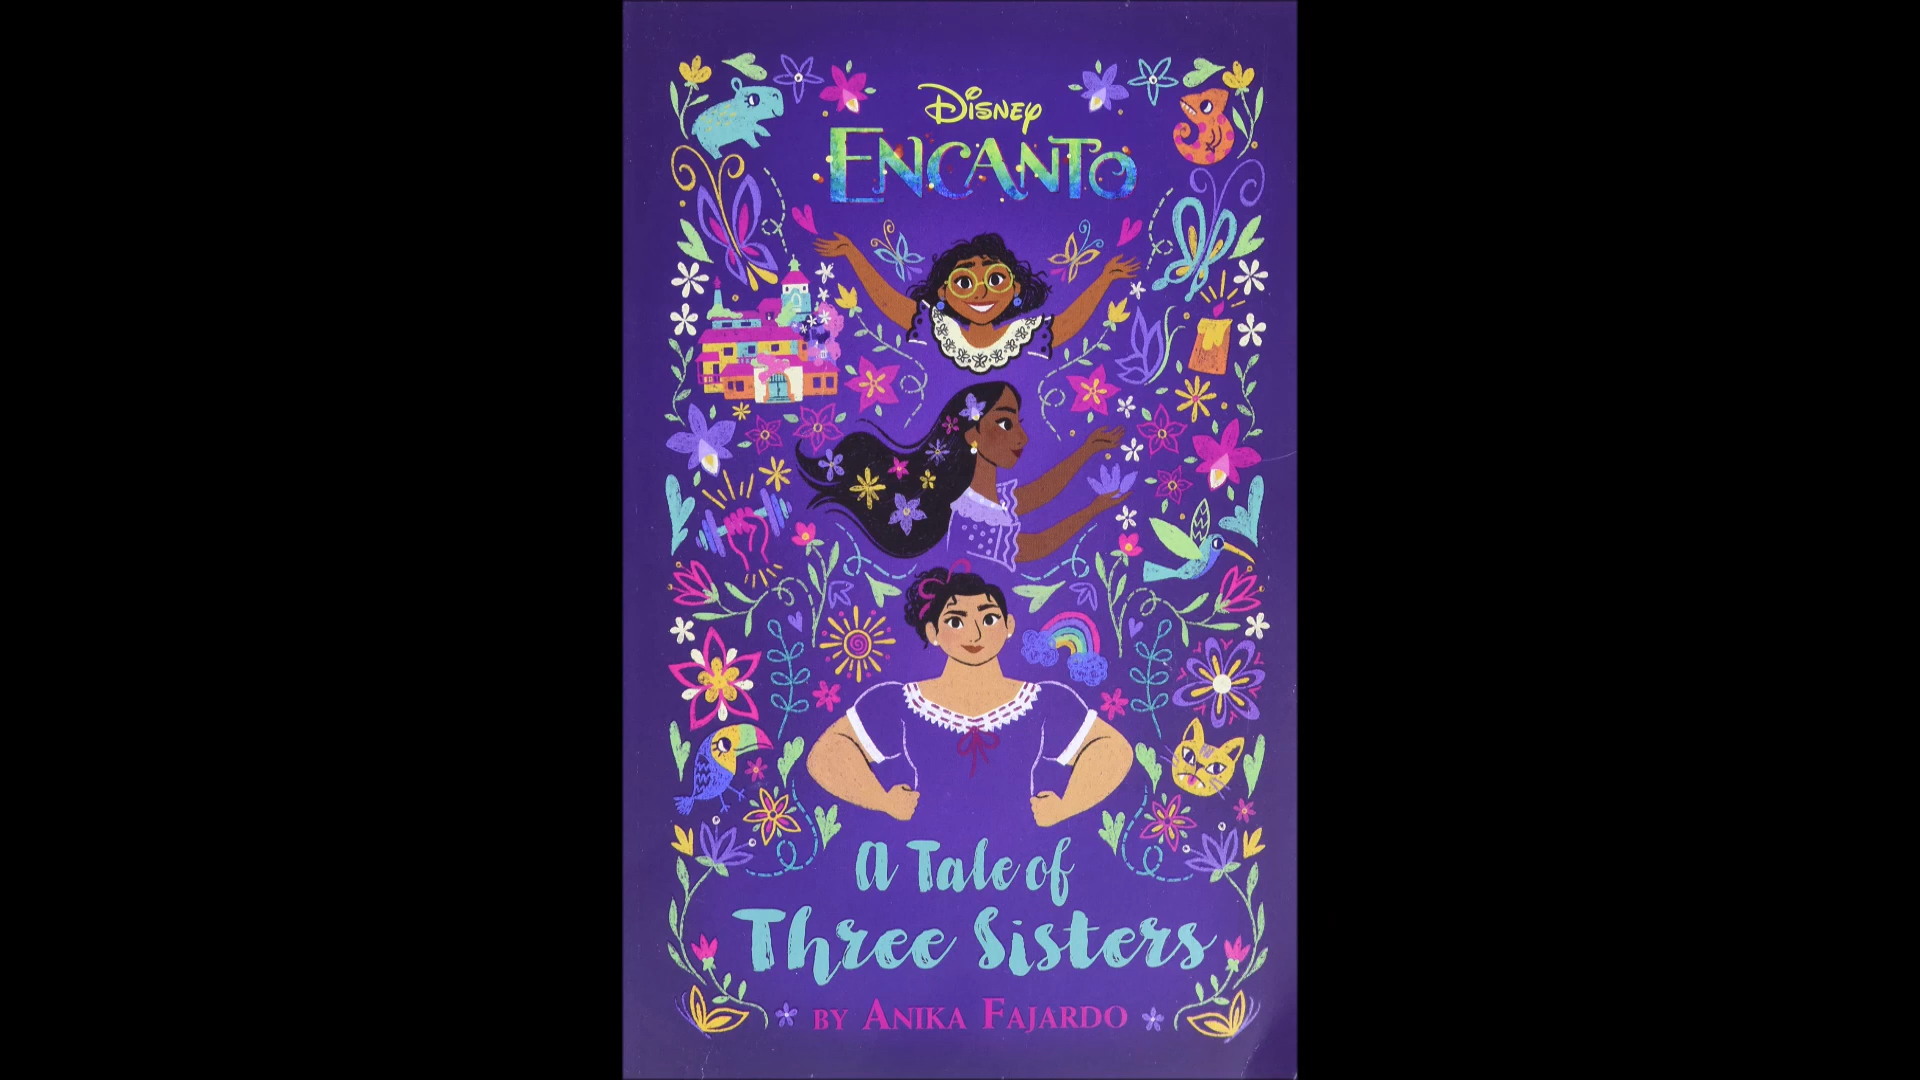 Disney
ENCANTO
A Tale of
Three Sisters
BY ANIKA FAJARDO